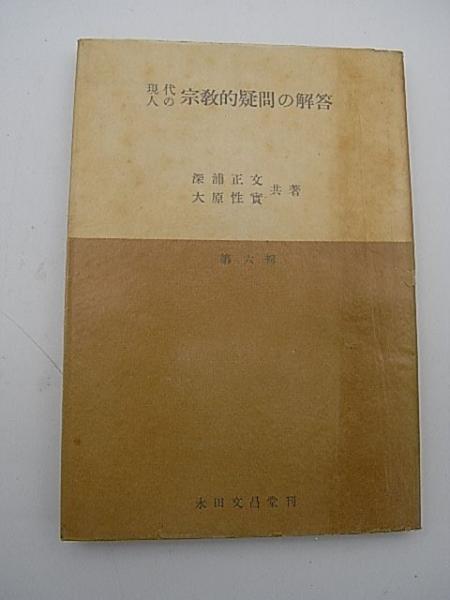 現代人の宗教的疑問の解答
深浦正文
大原性實
共著
第六輯
永田文昌堂刊